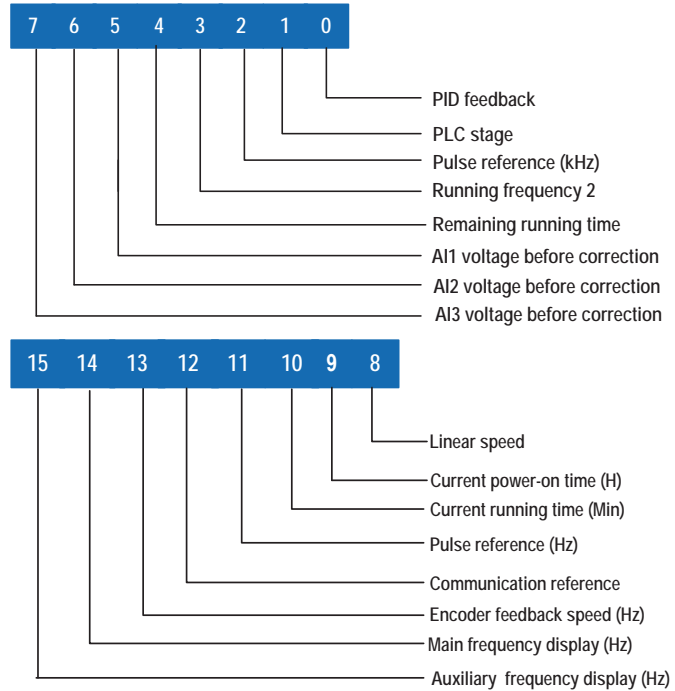 7 6 5 4 3 2 1 0
PID feedback
PLC stage
Pulse reference (kHz)
Running frequency 2
Remaining running time
AI1 voltage before correction
AI2 voltage before correction
AI3 voltage before correction
15 14 13 12 11 10 9 8
Linear speed
Current power-on time (H)
Current running time (Min)
Pulse reference (Hz)
Communication reference
Encoder feedback speed (Hz)
Main frequency display (Hz)
Auxiliary frequency display (Hz)